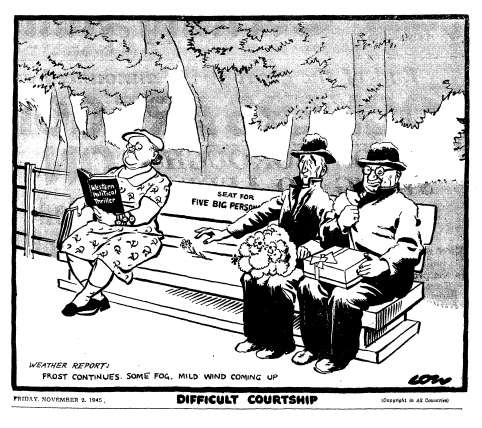 Western
Political
Thriller
SEAT FOR
FIVE BIG PERSON
WEATHER REPORT:
FROST CONTINUES. SOME FOG. MILD WIND COMING UP
LOW
FRIDAY, NOVEMBER 2, 1945,
DIFFICULT COURTSHIP
(Copyright in All Countries)